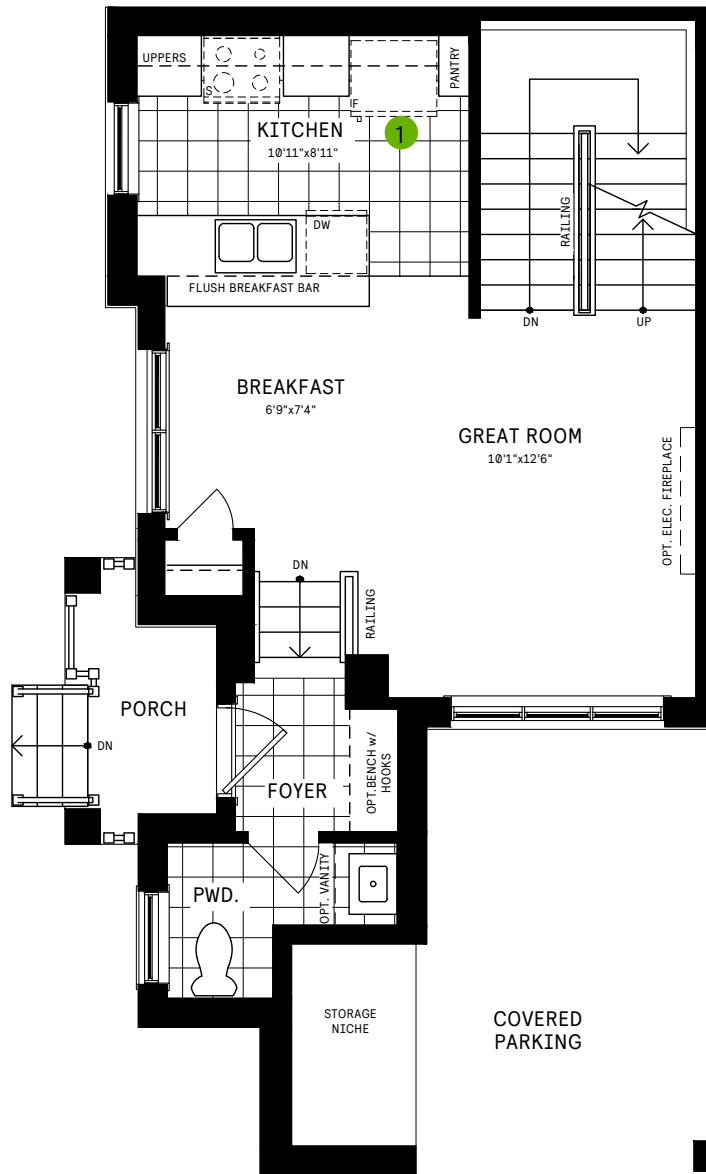 UPPERS
PANTRY
S
F
1
KITCHEN
10'11"x8'11"
DW
RAILING
FLUSH BREAKFAST BAR
DN
UP
BREAKFAST
6'9"x7'4"
GREAT ROOM
10'1"x12'6"
OPT. ELEC. FIREPLACE
DN
RAILING
PORCH
DN
FOYER
OPT.BENCH w/
HOOKS
PWD.
OPT. VANITY
STORAGE
NICHE
COVERED
PARKING